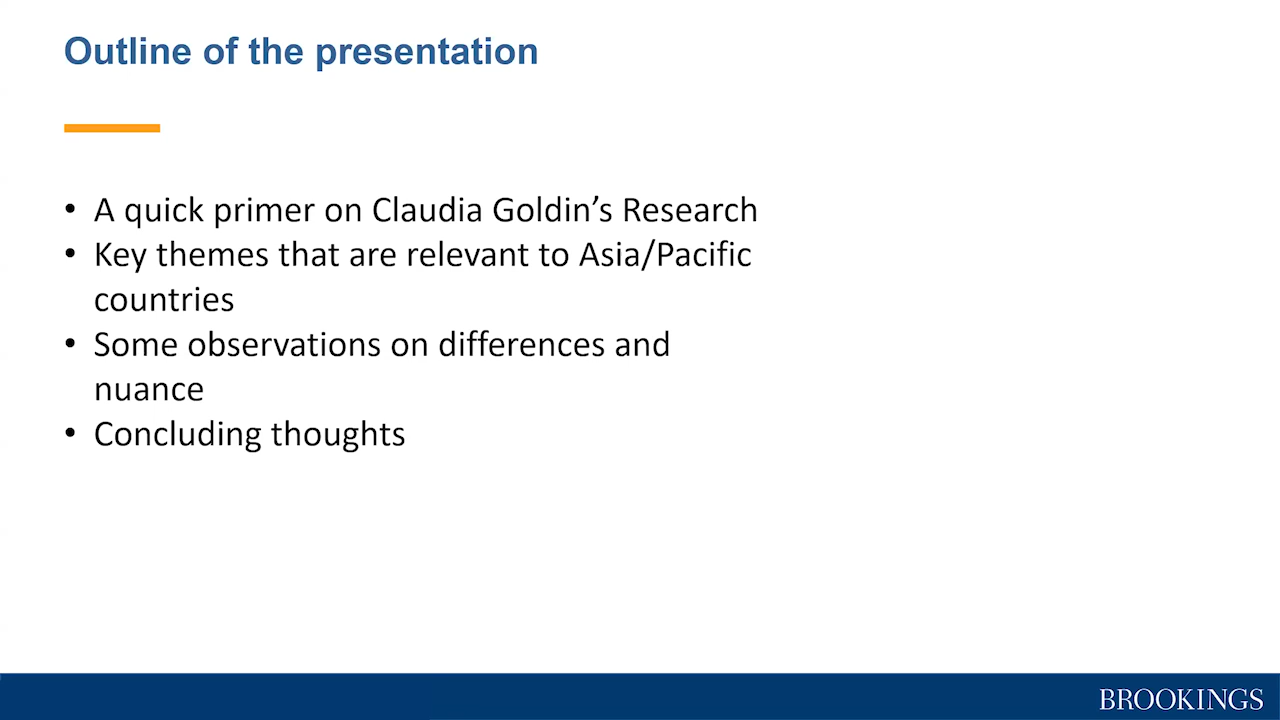 Outline of the presentation
• A quick primer on Claudia Goldin’s Research
• Key themes that are relevant to Asia/Pacific
countries
• Some observations on differences and
nuance
• Concluding thoughts
BROOKINGS